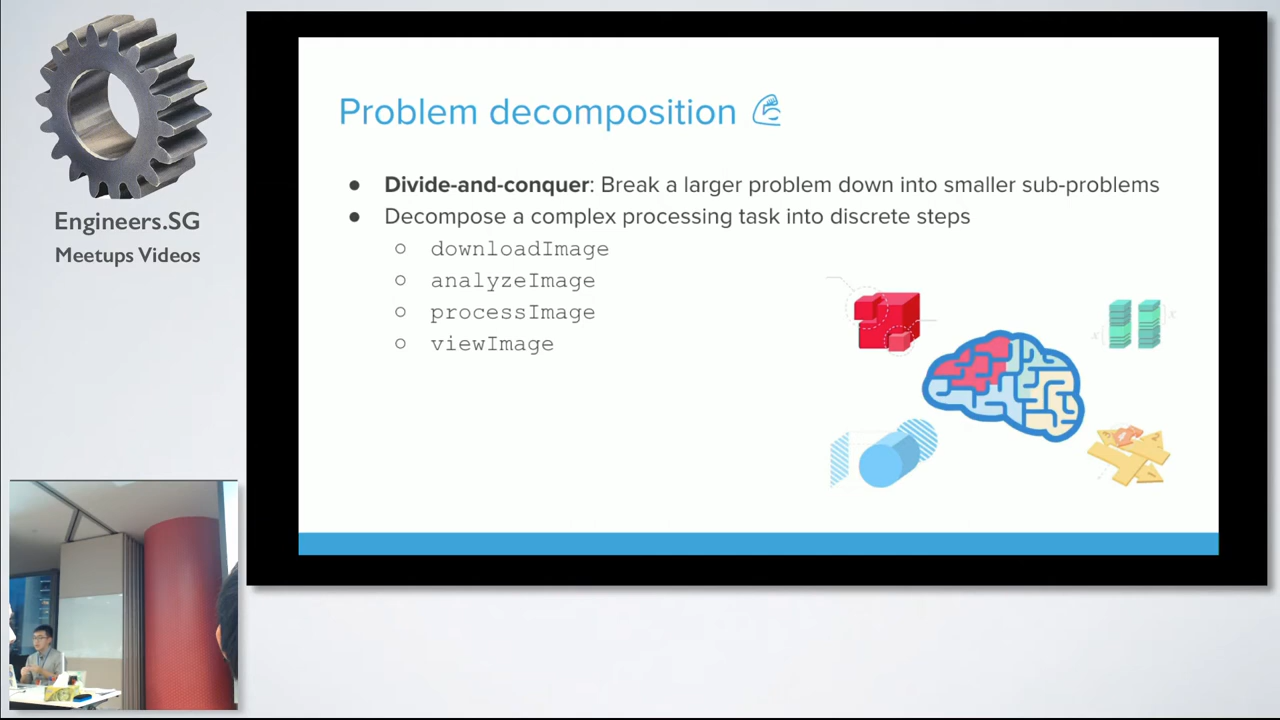 Engineers.SG
Meetups Videos
Problem decomposition
● Divide-and-conquer: Break a larger problem down into smaller sub-problems
● Decompose a complex processing task into discrete steps
○ downloadImage
○ analyzeImage
○ processImage
○ viewImage